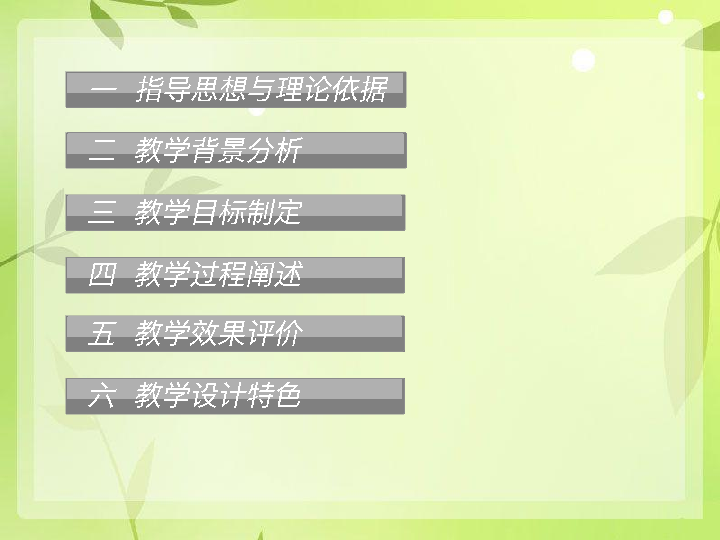 一 指导思想与理论依据
二 教学背景分析
三 教学目标制定
四 教学过程阐述
五 教学效果评价
六 教学设计特色